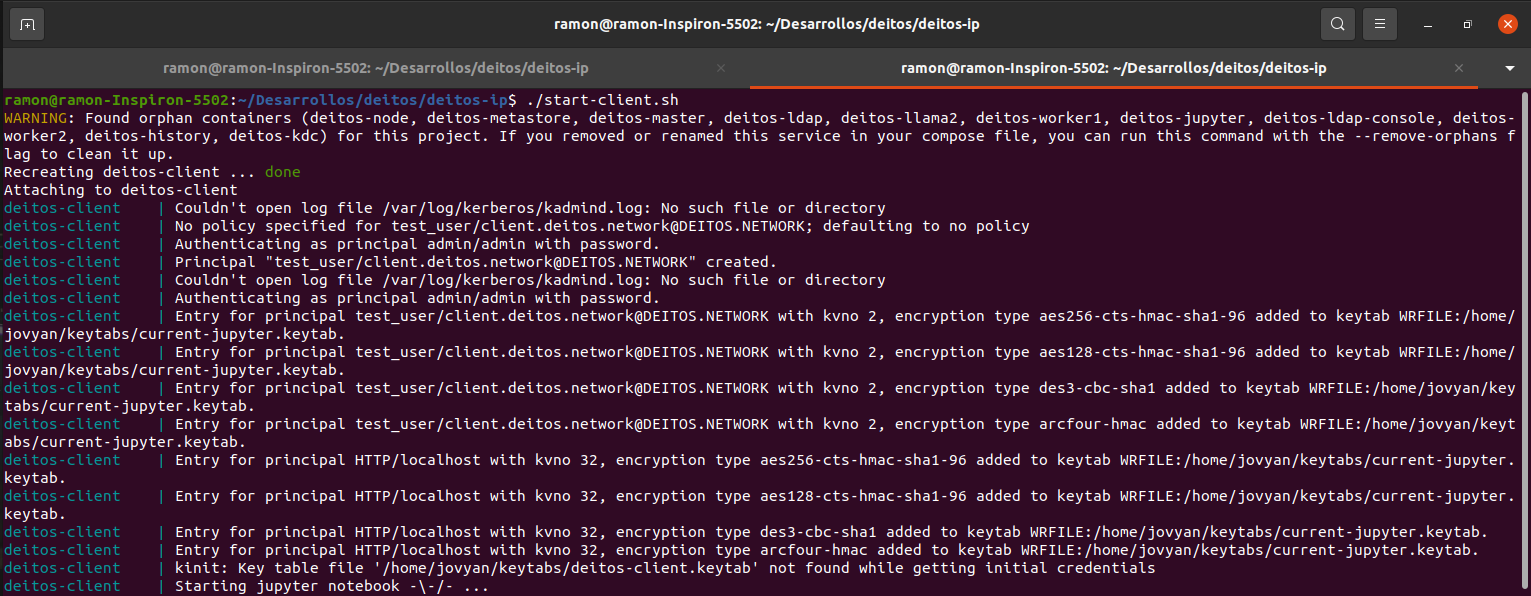 ramon@ramon-Inspiron-5502: ~/Desarrollos/deitos/deitos-ip
ramon@ramon-Inspiron-5502: ~/Desarrollos/deitos/deitos-ip
ramon@ramon-Inspiron-5502: ~/Desarrollos/deitos/deitos-ip
ramon@ramon-Inspiron-5502:~/Desarrollos/deitos/deitos-ip$ ./start-client.sh
WARNING: Found orphan containers (deitos-node, deitos-metastore, deitos-master, deitos-ldap, deitos-llama2, deitos-worker1, deitos-jupyter, deitos-ldap-console, deitos-
worker2, deitos-history, deitos-kdc) for this project. If you removed or renamed this service in your compose file, you can run this command with the --remove-orphans f
lag to clean it up.
Recreating deitos-client ... done
Attaching to deitos-client
deitos-client    | Couldn't open log file /var/log/kerberos/kadmind.log: No such file or directory
deitos-client    | No policy specified for test_user/client.deitos.network@DEITOS.NETWORK; defaulting to no policy
deitos-client    | Authenticating as principal admin/admin with password.
deitos-client    | Principal "test_user/client.deitos.network@DEITOS.NETWORK" created.
deitos-client    | Couldn't open log file /var/log/kerberos/kadmind.log: No such file or directory
deitos-client    | Authenticating as principal admin/admin with password.
deitos-client    | Entry for principal test_user/client.deitos.network@DEITOS.NETWORK with kvno 2, encryption type aes256-cts-hmac-sha1-96 added to keytab WRFILE:/home/
jovyan/keytabs/current-jupyter.keytab.
deitos-client    | Entry for principal test_user/client.deitos.network@DEITOS.NETWORK with kvno 2, encryption type aes128-cts-hmac-sha1-96 added to keytab WRFILE:/home/
jovyan/keytabs/current-jupyter.keytab.
deitos-client    | Entry for principal test_user/client.deitos.network@DEITOS.NETWORK with kvno 2, encryption type des3-cbc-sha1 added to keytab WRFILE:/home/jovyan/key
tabs/current-jupyter.keytab.
deitos-client    | Entry for principal test_user/client.deitos.network@DEITOS.NETWORK with kvno 2, encryption type arcfour-hmac added to keytab WRFILE:/home/jovyan/keyt
abs/current-jupyter.keytab.
deitos-client    | Entry for principal HTTP/localhost with kvno 32, encryption type aes256-cts-hmac-sha1-96 added to keytab WRFILE:/home/jovyan/keytabs/current-jupyter.
keytab.
deitos-client    | Entry for principal HTTP/localhost with kvno 32, encryption type aes128-cts-hmac-sha1-96 added to keytab WRFILE:/home/jovyan/keytabs/current-jupyter.
keytab.
deitos-client    | Entry for principal HTTP/localhost with kvno 32, encryption type des3-cbc-sha1 added to keytab WRFILE:/home/jovyan/keytabs/current-jupyter.keytab.
deitos-client    | Entry for principal HTTP/localhost with kvno 32, encryption type arcfour-hmac added to keytab WRFILE:/home/jovyan/keytabs/current-jupyter.keytab.
deitos-client    | kinit: Key table file '/home/jovyan/keytabs/deitos-client.keytab' not found while getting initial credentials
deitos-client    | Starting jupyter notebook -\-/- ...